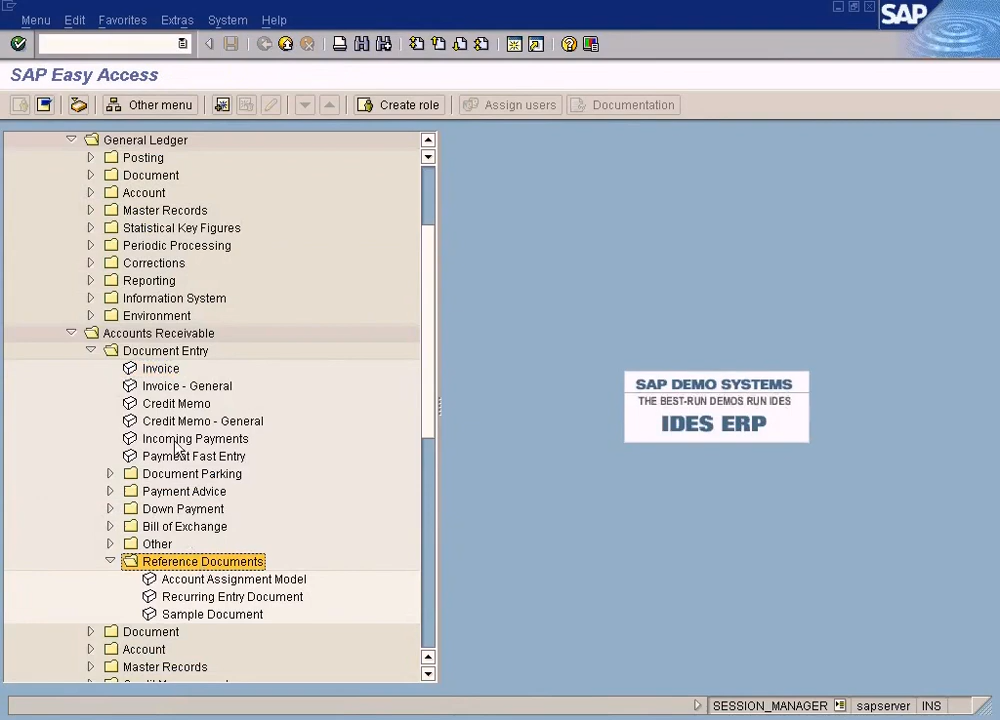 Menu Edit Favorites Extras System Help
SAP
SAP Easy Access
Other menu Create role Assign users Documentation
General Ledger
Posting
Document
Account
Master Records
Statistical Key Figures
Periodic Processing
Corrections
Reporting
Information System
Environment
Accounts Receivable
Document Entry
Invoice
Invoice - General
Credit Memo
Credit Memo - General
Incoming Payments
Payment Fast Entry
Document Parking
Payment Advice
Down Payment
Bill of Exchange
Other
Reference Documents
Account Assignment Model
Recurring Entry Document
Sample Document
Document
Account
Master Records
SAP DEMO SYSTEMS
THE BEST-RUN DEMOS RUN IDES
IDES ERP
SESSION_MANAGER sapserver INS